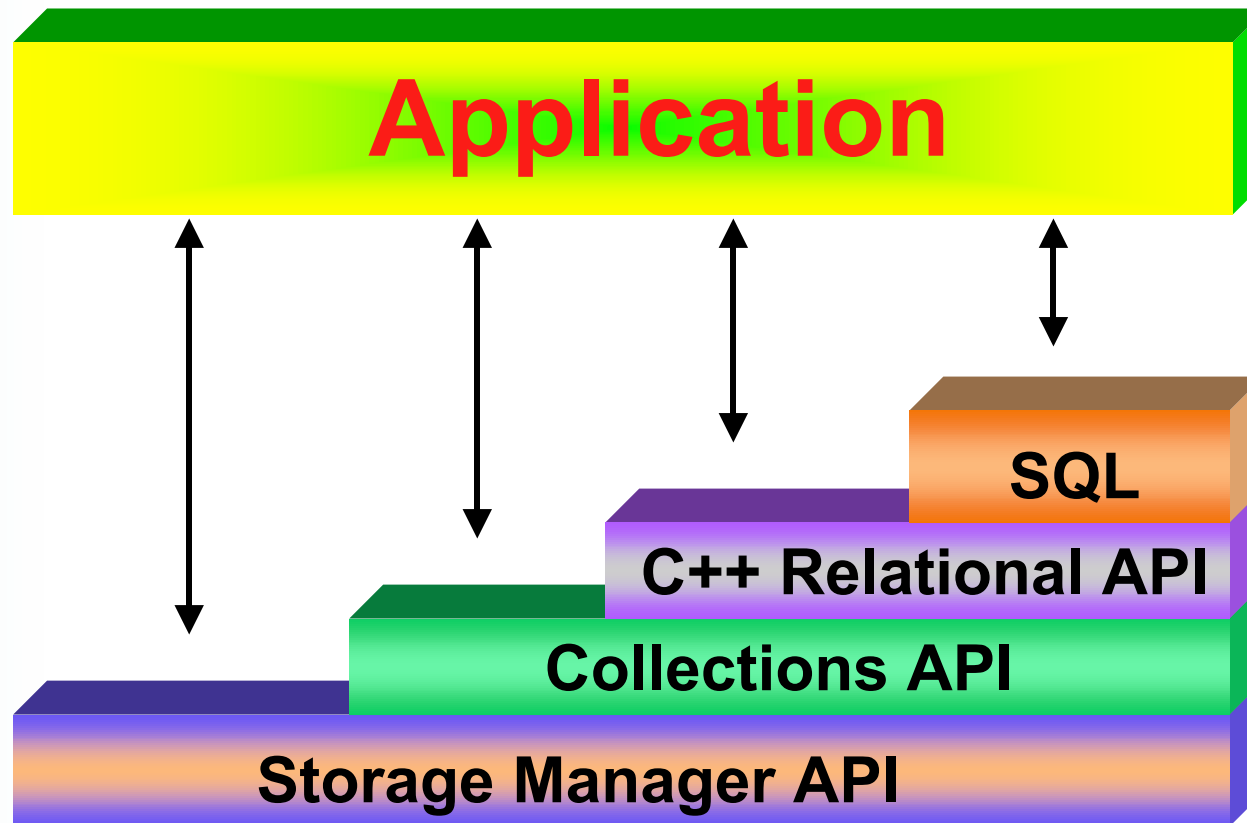 Application
SQL
C++ Relational API
Collections API
Storage Manager API